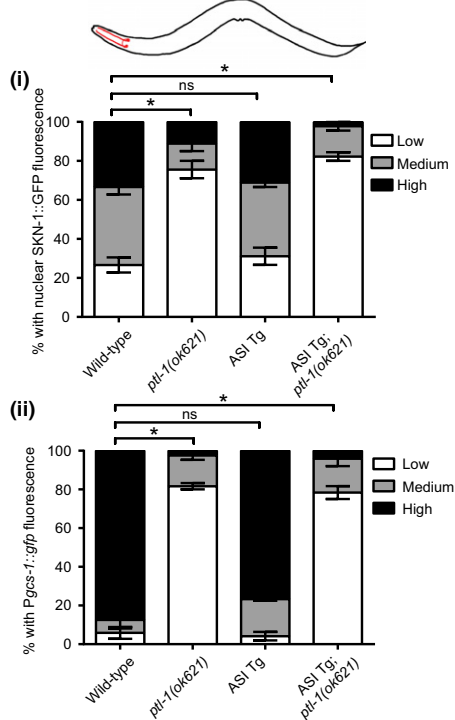 (i)
*
ns
*
% with nuclear SKN-1::GFP fluorescence
100
80
60
40
20
0
Low
Medium
High
Wild-type
ptl-1(ok621)
ASI Tg
ASI Tg;
ptl-1(ok621)
(ii)
*
ns
*
% with Pgcs-1::gfp fluorescence
100
80
60
40
20
0
Low
Medium
High
Wild-type
ptl-1(ok621)
ASI Tg
ASI Tg;
ptl-1(ok621)